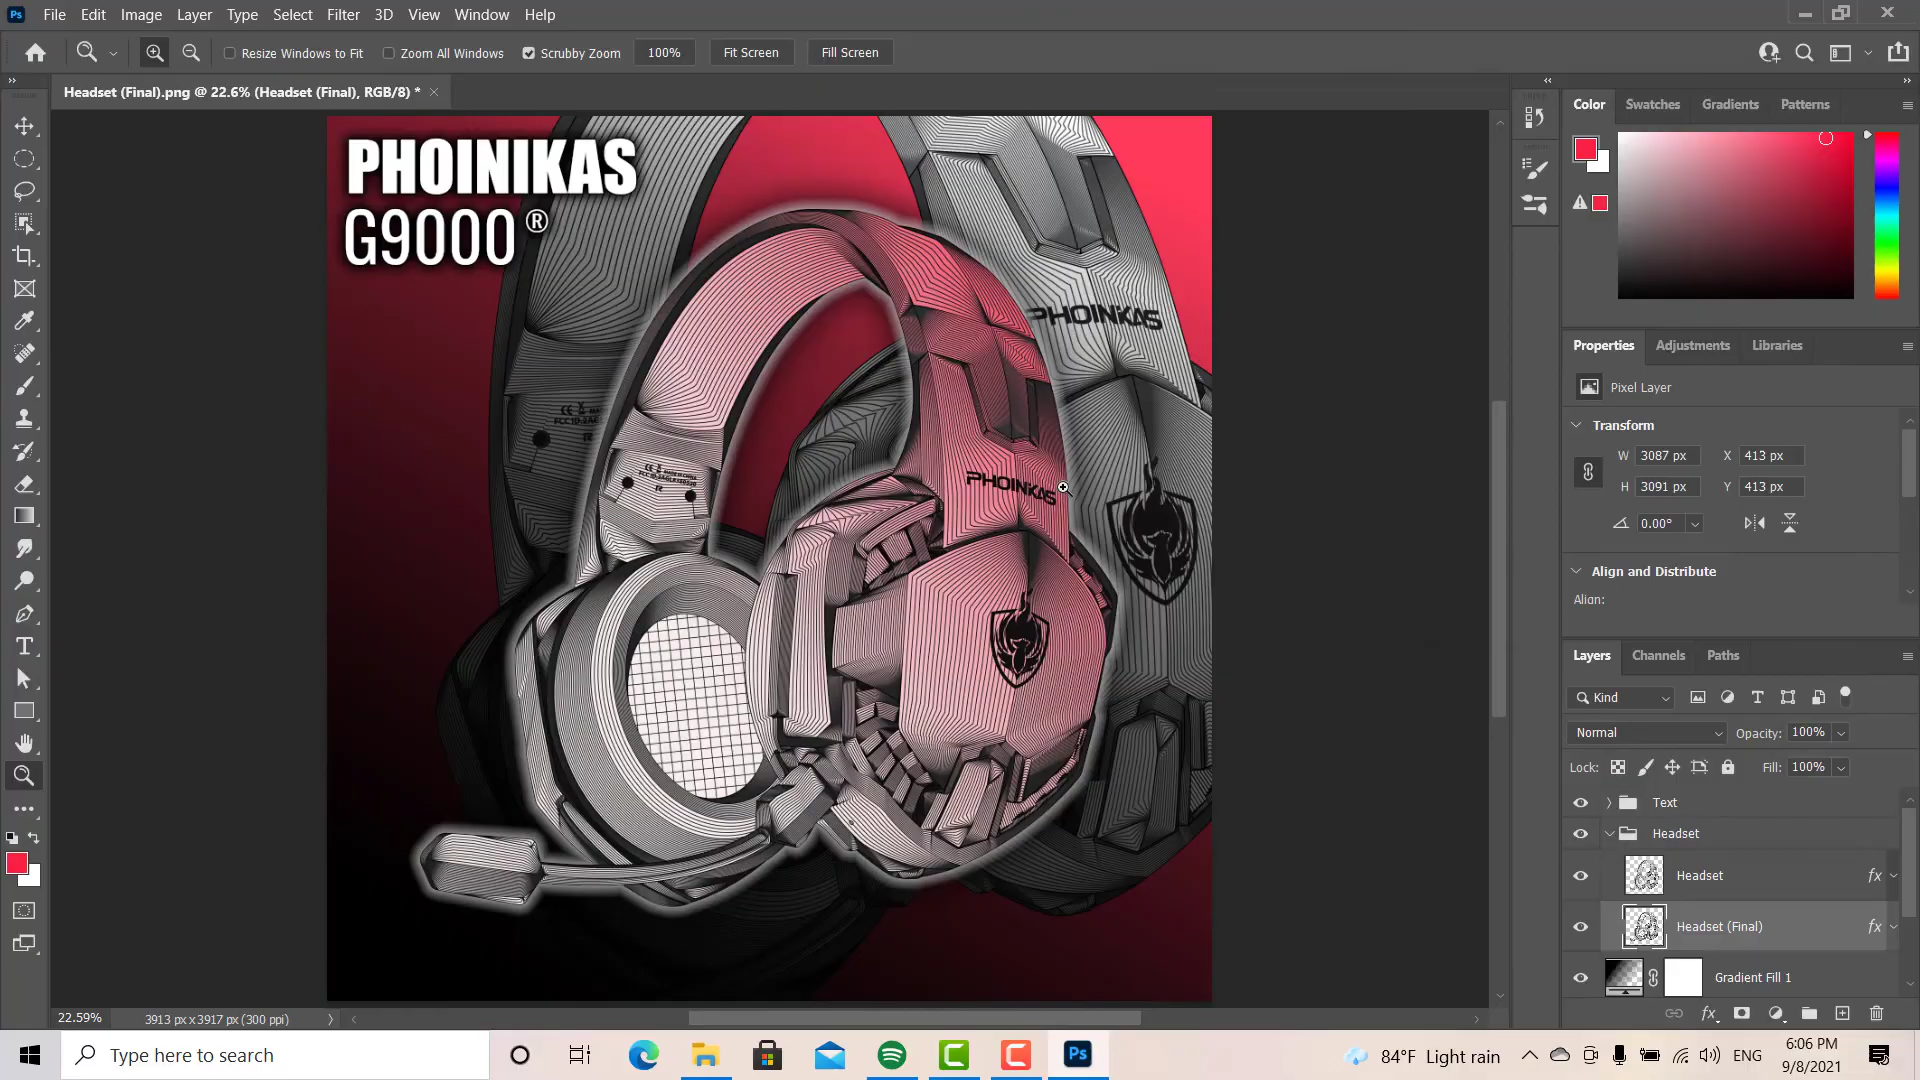 File Edit Image Layer Type Select Filter 3D View Window Help
Resize Windows to Fit Zoom All Windows Scrubby Zoom 100% Fit Screen Fill Screen
Headset (Final).png @ 22.6% (Headset (Final), RGB/8) *
PHOINIKAS
G9000 ®
PHOINKAS
PHOINKAS
R
R
22.59% 3913 px x 3917 px (300 ppi)
Color Swatches Gradients Patterns
Properties Adjustments Libraries
Pixel Layer
Transform
W 3087 px X 413 px
H 3091 px Y 413 px
0.00°
Align and Distribute
Align:
Layers Channels Paths
Kind
Normal Opacity: 100%
Lock: Fill: 100%
Text
Headset
Headset fx
Headset (Final) fx
Gradient Fill 1
fx
Type here to search
Ps
84°F Light rain
ENG
6:06 PM
9/8/2021